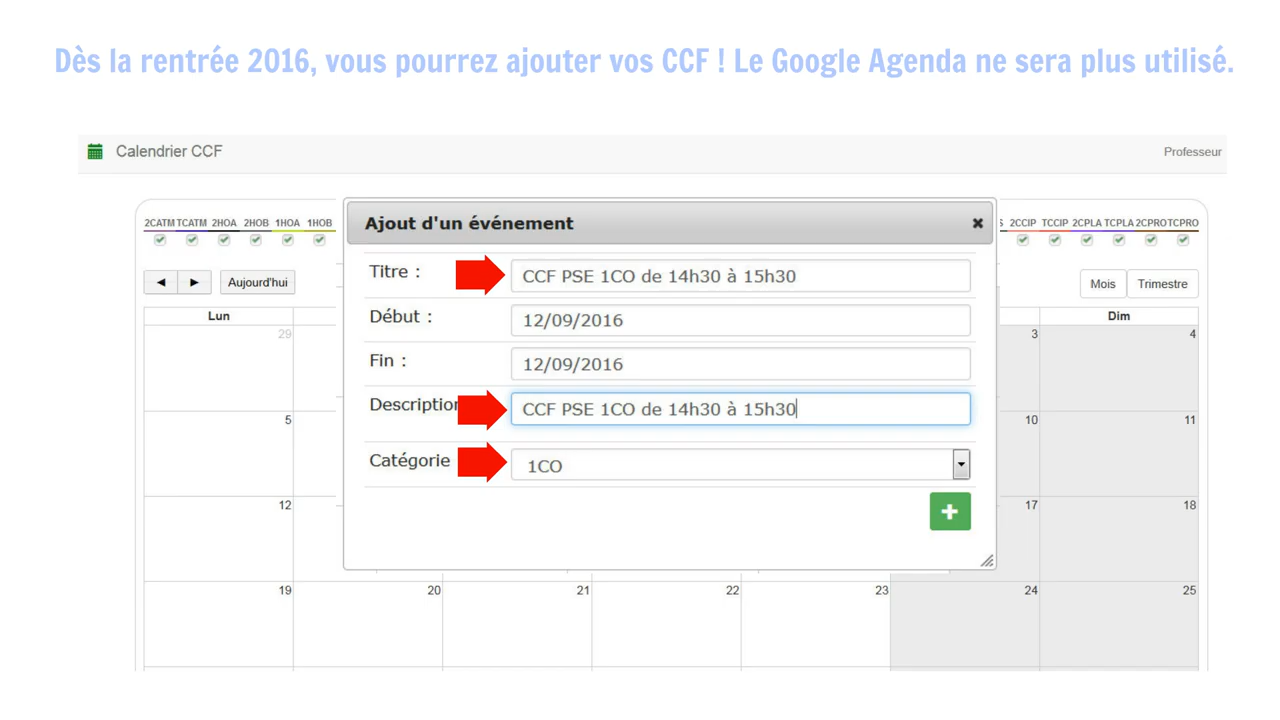 Dès la rentrée 2016, vous pourrez ajouter vos CCF ! Le Google Agenda ne sera plus utilisé.
Calendrier CCF
Professeur
2CATM TCATM 2HOA 2HOB 1HOA 1HOB
2CCIP TCCIP 2CPLA TCPLA 2CPRO TCPRO
Ajout d'un événement
Titre :
CCF PSE 1CO de 14h30 à 15h30
Aujourd'hui
Mois
Trimestre
Lun
Dim
Début :
12/09/2016
29
3
4
Fin :
12/09/2016
Description
CCF PSE 1CO de 14h30 à 15h30
5
10
11
Catégorie
1CO
12
17
18
19
20
21
22
23
24
25